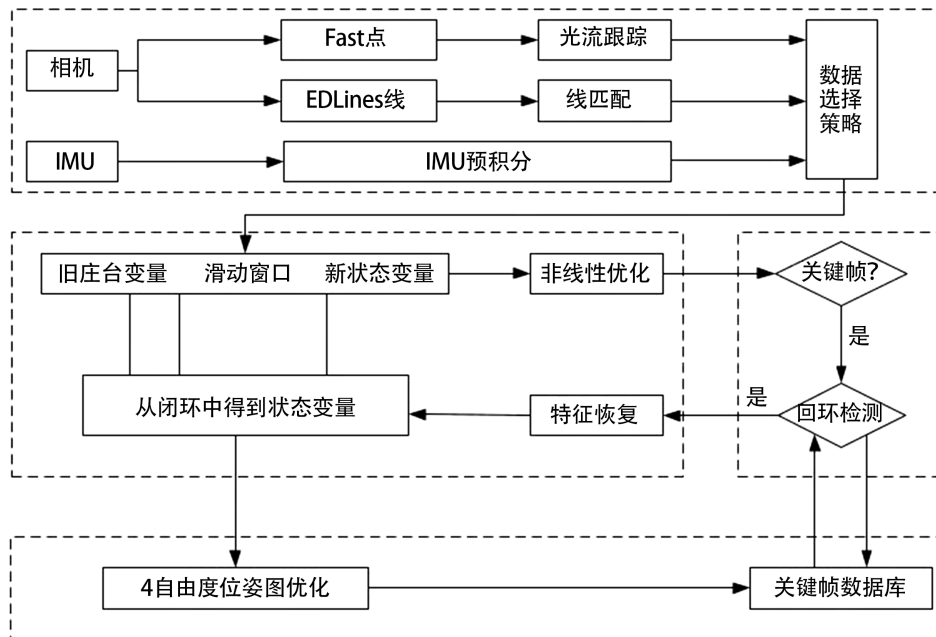 相机
Fast点
光流跟踪
EDLines线
线匹配
数据
选择
策略
IMU
IMU预积分
旧庄台变量 滑动窗口 新状态变量
非线性优化
关键帧?
是
从闭环中得到状态变量
特征恢复
是
回环检测
4自由度位姿图优化
关键帧数据库